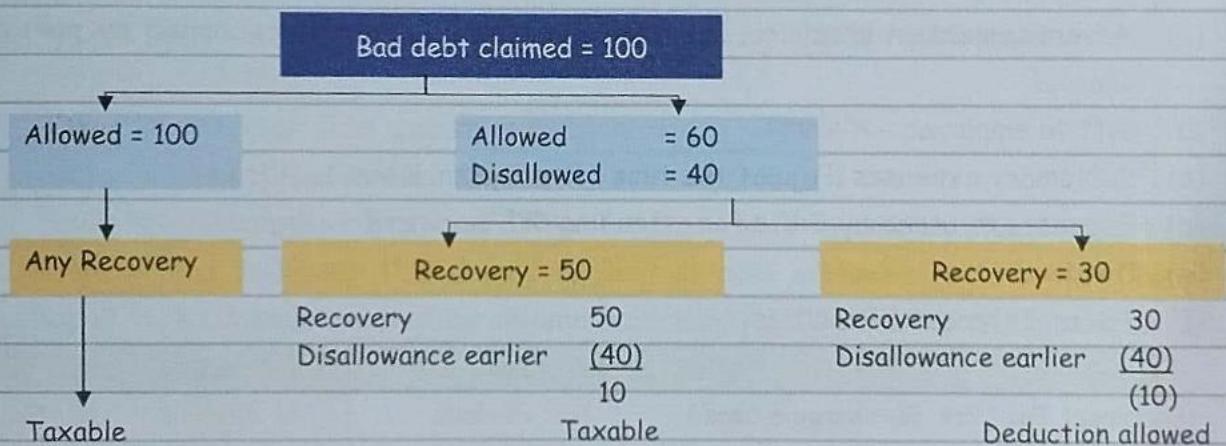 Bad debt claimed = 100
Allowed = 100
Allowed = 60
Disallowed = 40
Any Recovery
Recovery = 50
Recovery = 30
Recovery 50
Disallowance earlier (40)
10
Taxable
Recovery 30
Disallowance earlier (40)
(10)
Deduction allowed
Taxable